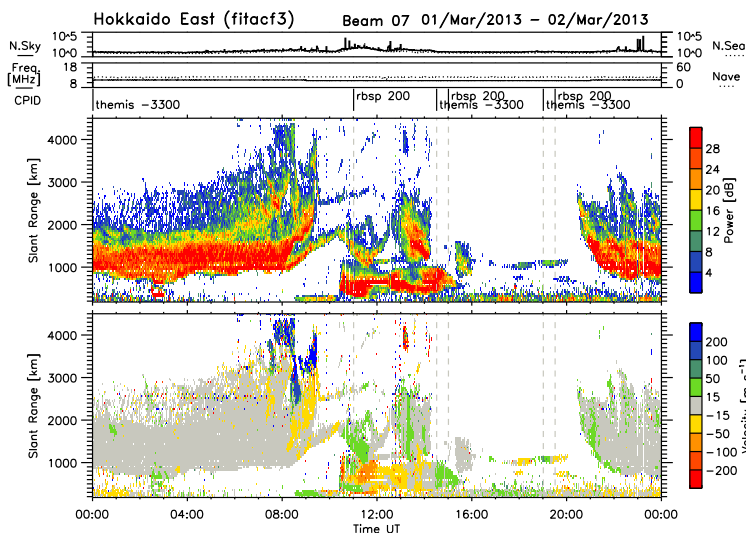 Hokkaido East (fitacf3) Beam 07 01/Mar/2013 - 02/Mar/2013
N.Sky 10^5 10^0 10^5 10^0 N.Sea
Freq. [MHz] 18 8 60 0 Nave
CPID themis -3300 rbsp 200 themis -3300 rbsp 200 rbsp 200 themis -3300
Slant Range [km]
4000
3000
2000
1000
28
24
20
16
12
8
4
Power [dB]
Slant Range [km]
4000
3000
2000
1000
200
100
50
15
-15
-50
-100
-200
Velocity [m s^-1]
00:00 04:00 08:00 12:00 16:00 20:00 00:00
Time UT